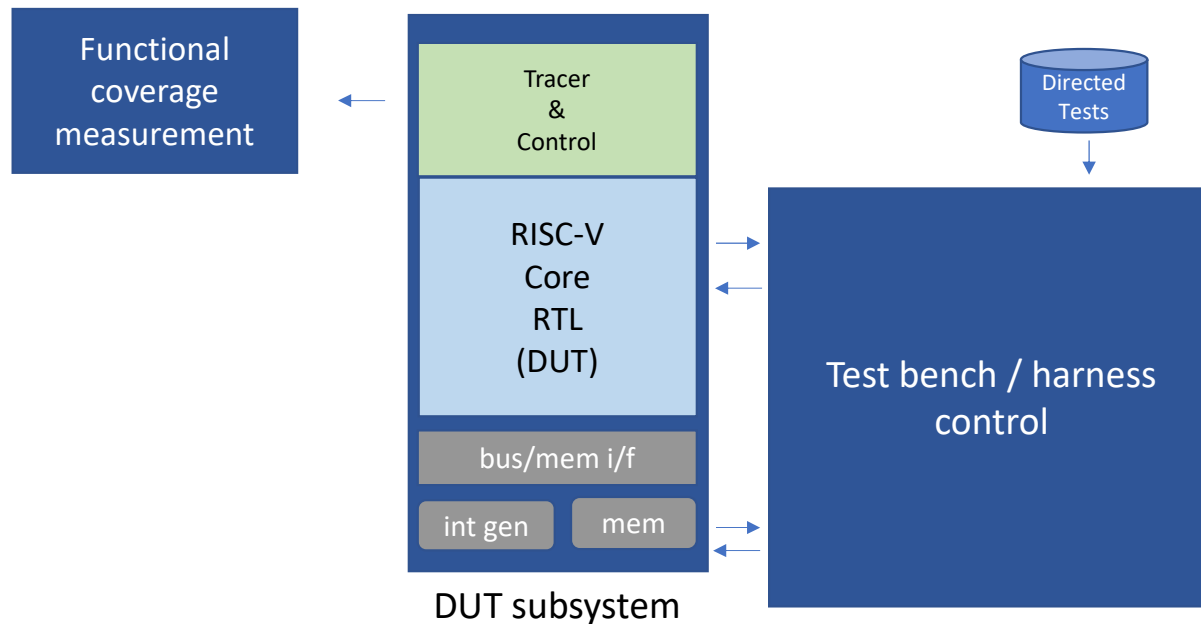 Functional
coverage
measurement
Tracer
&
Control
RISC-V
Core
RTL
(DUT)
bus/mem i/f
int gen
mem
DUT subsystem
Directed
Tests
Test bench / harness
control